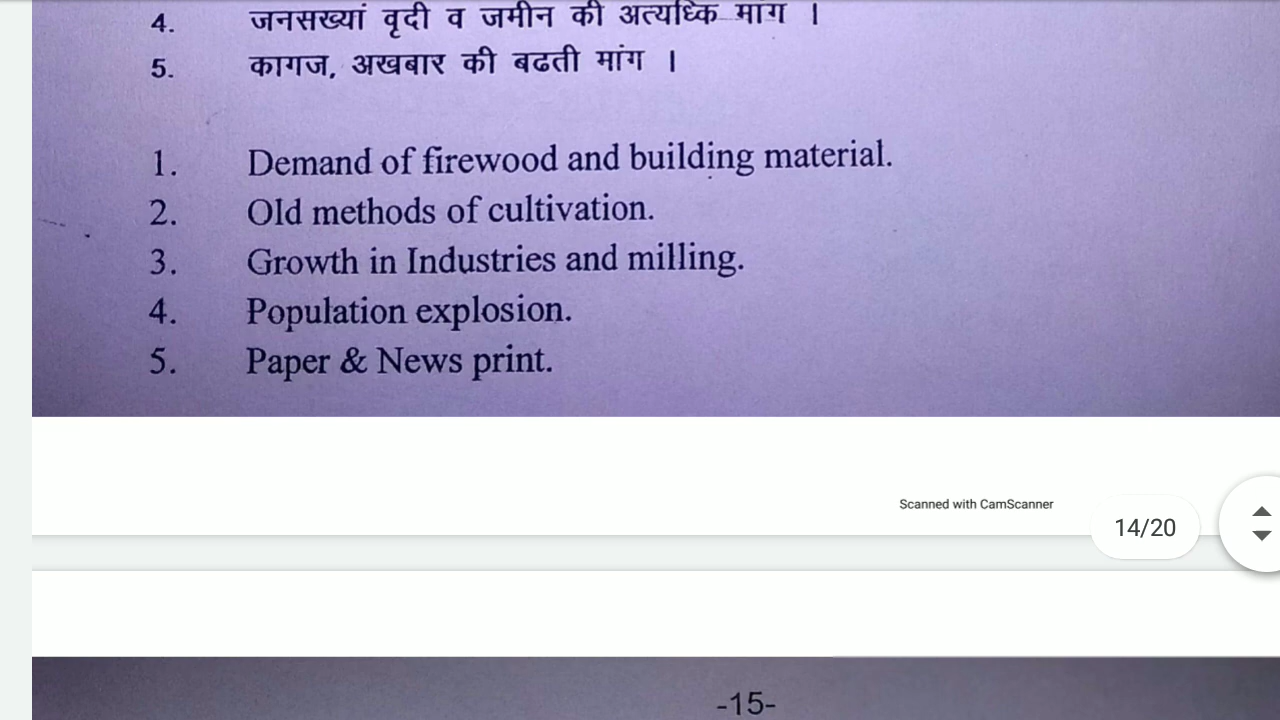 4. जनसख्यां वृदी व जमीन की अत्यध्कि मांग ।
5. कागज, अखबार की बढती मांग ।
1. Demand of firewood and building material.
2. Old methods of cultivation.
3. Growth in Industries and milling.
4. Population explosion.
5. Paper & News print.
Scanned with CamScanner
14/20
-15-